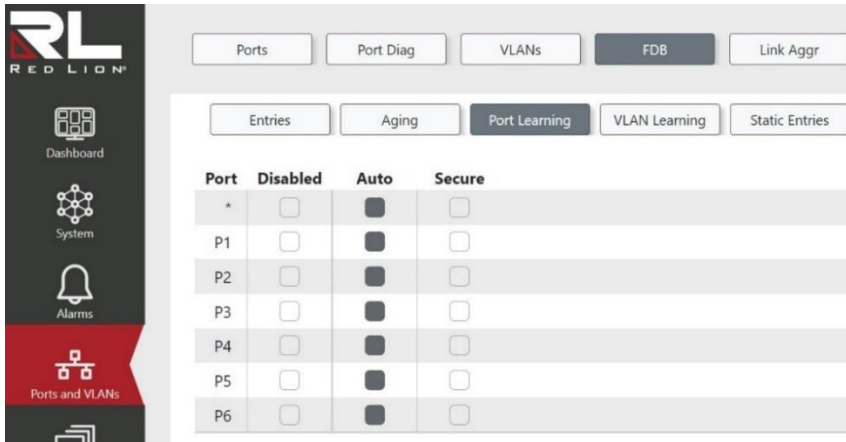 RL
RED LION®
Ports Port Diag VLANs FDB Link Aggr
Entries Aging Port Learning VLAN Learning Static Entries
Dashboard
System
Alarms
Ports and VLANs
Port Disabled Auto Secure
*
P1
P2
P3
P4
P5
P6